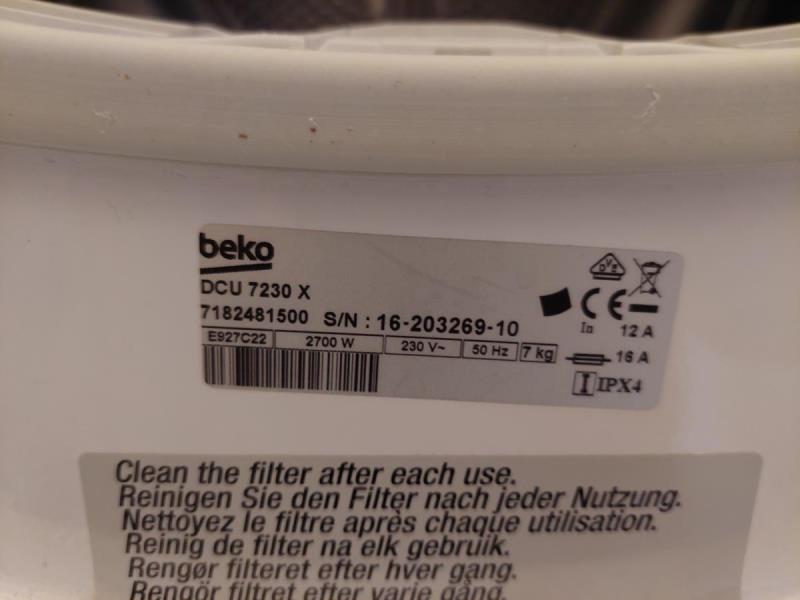 beko
DCU 7230 X
7182481500 S/N : 16-203269-10
E927C22 2700 W 230 V~ 50 Hz 7 kg
DVE
CE
In 12 A
16 A
IPX4
Clean the filter after each use.
Reinigen Sie den Filter nach jeder Nutzung.
Nettoyez le filtre après chaque utilisation.
Reinig de filter na elk gebruik.
Rengør filteret efter hver gang.
Rengör filtret efter varje gång.